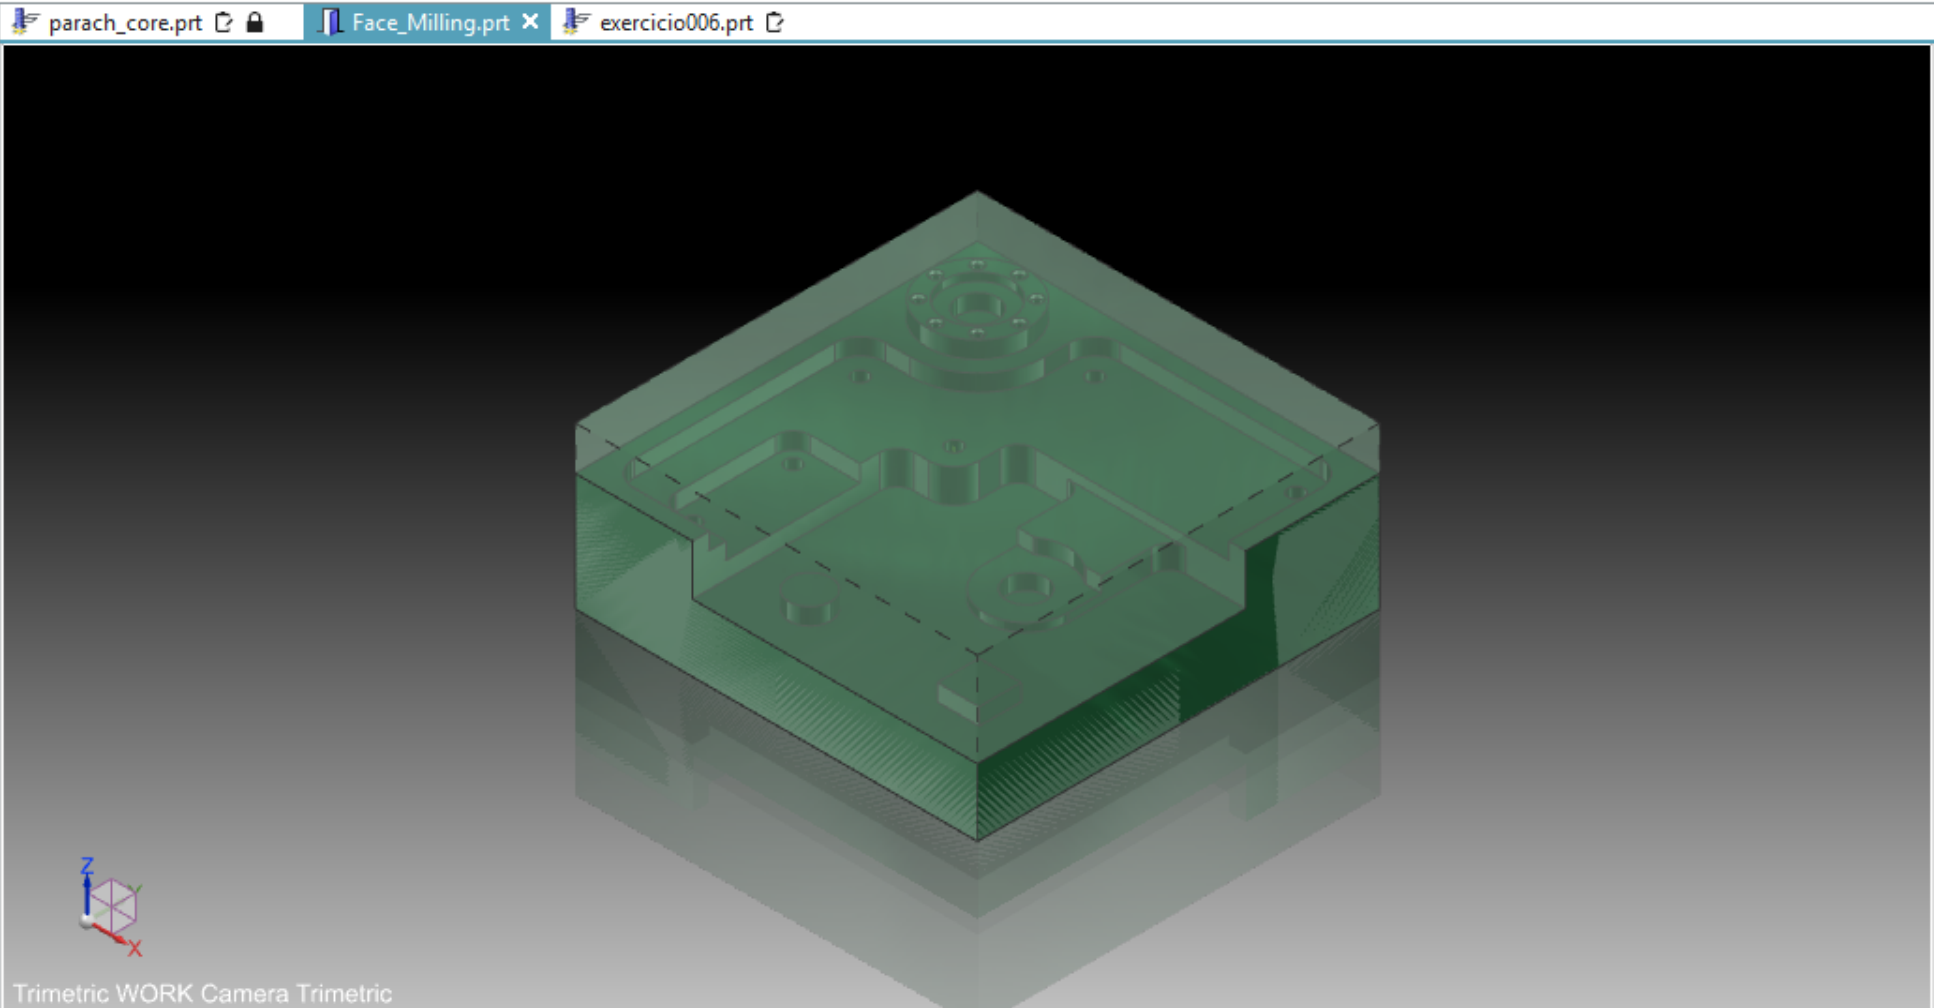 parach_core.prt
Face_Milling.prt
exercicio006.prt
Z
Y
X
Trimetric WORK Camera Trimetric